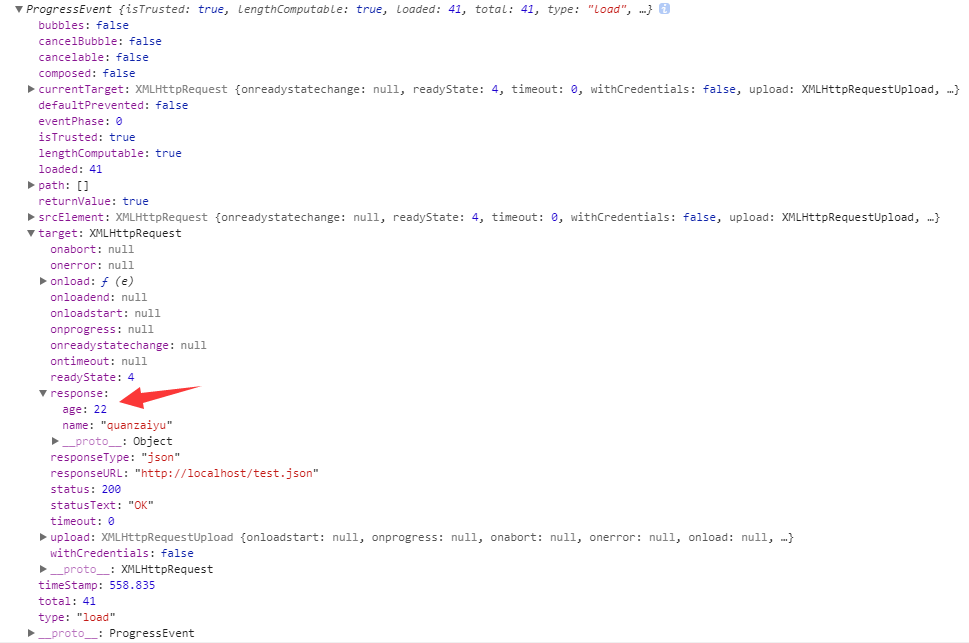 ProgressEvent {isTrusted: true, lengthComputable: true, loaded: 41, total: 41, type: "load", …}
bubbles: false
cancelBubble: false
cancelable: false
composed: false
currentTarget: XMLHttpRequest {onreadystatechange: null, readyState: 4, timeout: 0, withCredentials: false, upload: XMLHttpRequestUpload, …}
defaultPrevented: false
eventPhase: 0
isTrusted: true
lengthComputable: true
loaded: 41
path: []
returnValue: true
srcElement: XMLHttpRequest {onreadystatechange: null, readyState: 4, timeout: 0, withCredentials: false, upload: XMLHttpRequestUpload, …}
target: XMLHttpRequest
onabort: null
onerror: null
onload: ƒ (e)
onloadend: null
onloadstart: null
onprogress: null
onreadystatechange: null
ontimeout: null
readyState: 4
response:
age: 22
name: "quanzaiyu"
__proto__: Object
responseType: "json"
responseURL: "http://localhost/test.json"
status: 200
statusText: "OK"
timeout: 0
upload: XMLHttpRequestUpload {onloadstart: null, onprogress: null, onabort: null, onerror: null, onload: null, …}
withCredentials: false
__proto__: XMLHttpRequest
timeStamp: 558.835
total: 41
type: "load"
__proto__: ProgressEvent